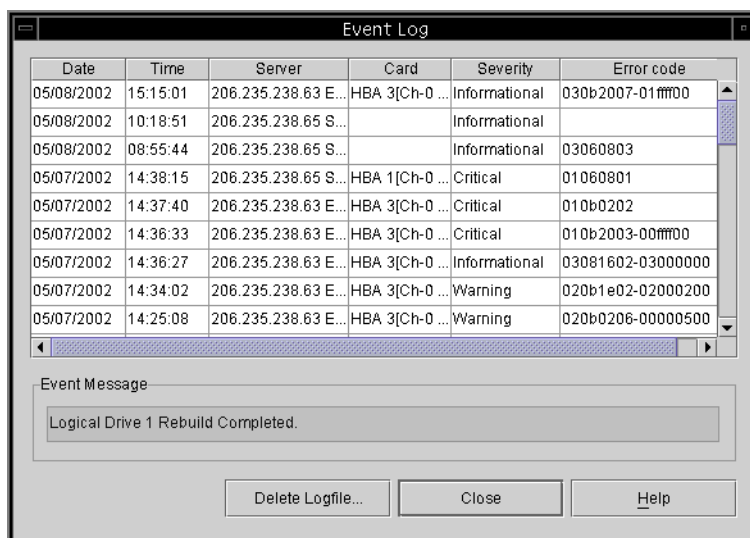 Event Log
Date Time Server Card Severity Error code
05/08/2002 15:15:01 206.235.238.63 E... HBA 3[Ch-0 ... Informational 030b2007-01ffff00
05/08/2002 10:18:51 206.235.238.65 S... Informational
05/08/2002 08:55:44 206.235.238.65 S... Informational 03060803
05/07/2002 14:38:15 206.235.238.65 S... HBA 1[Ch-0 ... Critical 01060801
05/07/2002 14:37:40 206.235.238.63 E... HBA 3[Ch-0 ... Critical 010b0202
05/07/2002 14:36:33 206.235.238.63 E... HBA 3[Ch-0 ... Critical 010b2003-00ffff00
05/07/2002 14:36:27 206.235.238.63 E... HBA 3[Ch-0 ... Informational 03081602-03000000
05/07/2002 14:34:02 206.235.238.63 E... HBA 3[Ch-0 ... Warning 020b1e02-02000200
05/07/2002 14:25:08 206.235.238.63 E... HBA 3[Ch-0 ... Warning 020b0206-00000500
Event Message
Logical Drive 1 Rebuild Completed.
Delete Logfile... Close Help